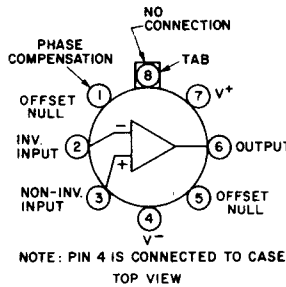 NO
CONNECTION
PHASE
COMPENSATION
TAB
8
OFFSET
NULL
1
7
V+
INV.
INPUT
2
−
6
OUTPUT
+
NON-INV.
INPUT
3
5
OFFSET
NULL
4
V−
NOTE: PIN 4 IS CONNECTED TO CASE
TOP VIEW